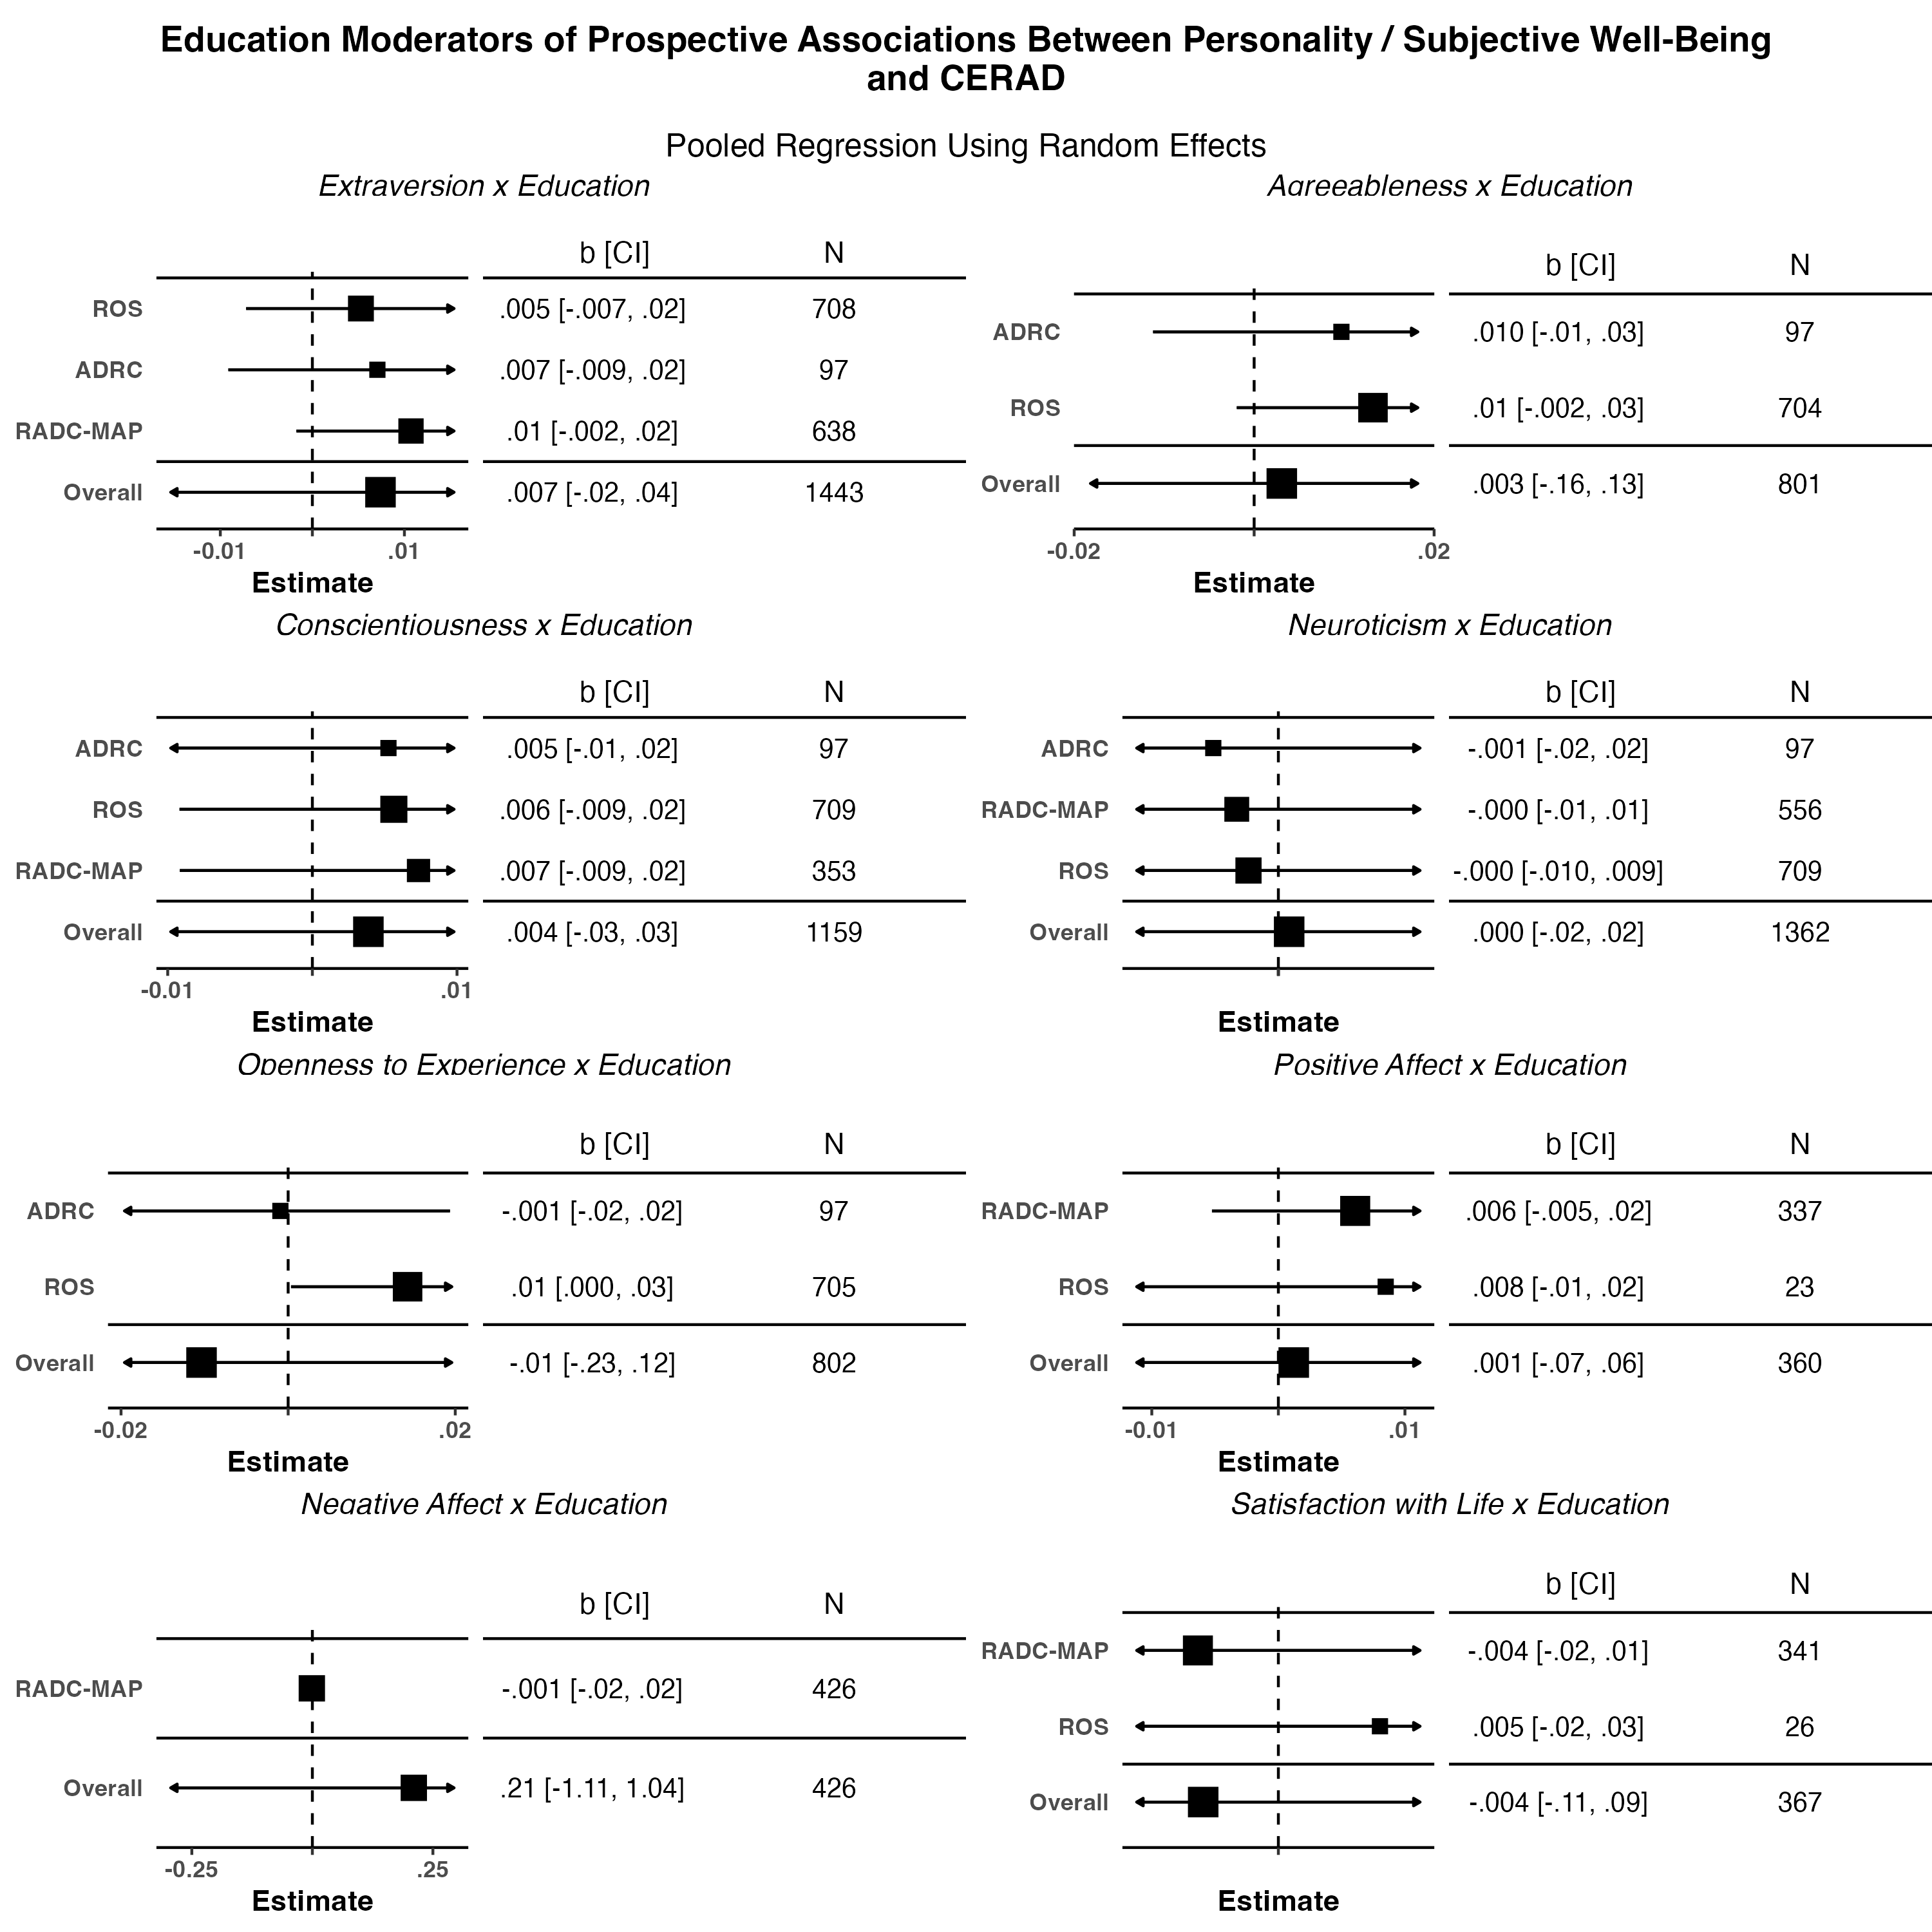 Education Moderators of Prospective Associations Between Personality / Subjective Well-Being
and CERAD
Pooled Regression Using Random Effects
Extraversion x Education
b [CI] N
ROS .005 [-.007, .02] 708
ADRC .007 [-.009, .02] 97
RADC-MAP .01 [-.002, .02] 638
Overall .007 [-.02, .04] 1443
-0.01 .01
Estimate
Agreeableness x Education
b [CI] N
ADRC .010 [-.01, .03] 97
ROS .01 [-.002, .03] 704
Overall .003 [-.16, .13] 801
-0.02 .02
Estimate
Conscientiousness x Education
b [CI] N
ADRC .005 [-.01, .02] 97
ROS .006 [-.009, .02] 709
RADC-MAP .007 [-.009, .02] 353
Overall .004 [-.03, .03] 1159
-0.01 .01
Estimate
Neuroticism x Education
b [CI] N
ADRC -.001 [-.02, .02] 97
RADC-MAP -.000 [-.01, .01] 556
ROS -.000 [-.010, .009] 709
Overall .000 [-.02, .02] 1362
Estimate
Openness to Experience x Education
b [CI] N
ADRC -.001 [-.02, .02] 97
ROS .01 [.000, .03] 705
Overall -.01 [-.23, .12] 802
-0.02 .02
Estimate
Positive Affect x Education
b [CI] N
RADC-MAP .006 [-.005, .02] 337
ROS .008 [-.01, .02] 23
Overall .001 [-.07, .06] 360
-0.01 .01
Estimate
Negative Affect x Education
b [CI] N
RADC-MAP -.001 [-.02, .02] 426
Overall .21 [-1.11, 1.04] 426
-0.25 .25
Estimate
Satisfaction with Life x Education
b [CI] N
RADC-MAP -.004 [-.02, .01] 341
ROS .005 [-.02, .03] 26
Overall -.004 [-.11, .09] 367
Estimate